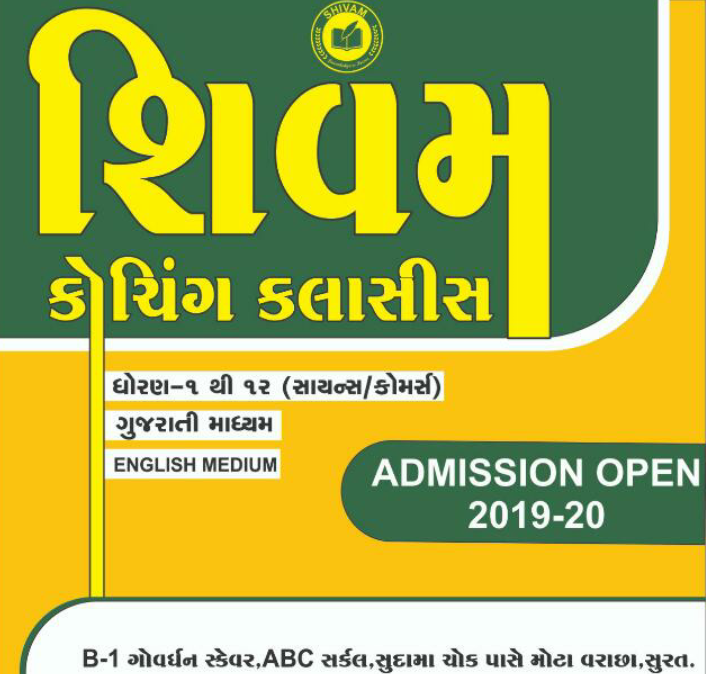 SHIVAM
શિવમ
કોચિંગ કલાસીસ
ધોરણ-૧ થી ૧૨ (સાયન્સ/કોમર્સ)
ગુજરાતી માધ્યમ
ENGLISH MEDIUM
ADMISSION OPEN
2019-20
B-1 ગોવર્ધન સ્કેવર,ABC સર્કલ,સુદામા ચોક પાસે મોટા વરાછા,સુરત.